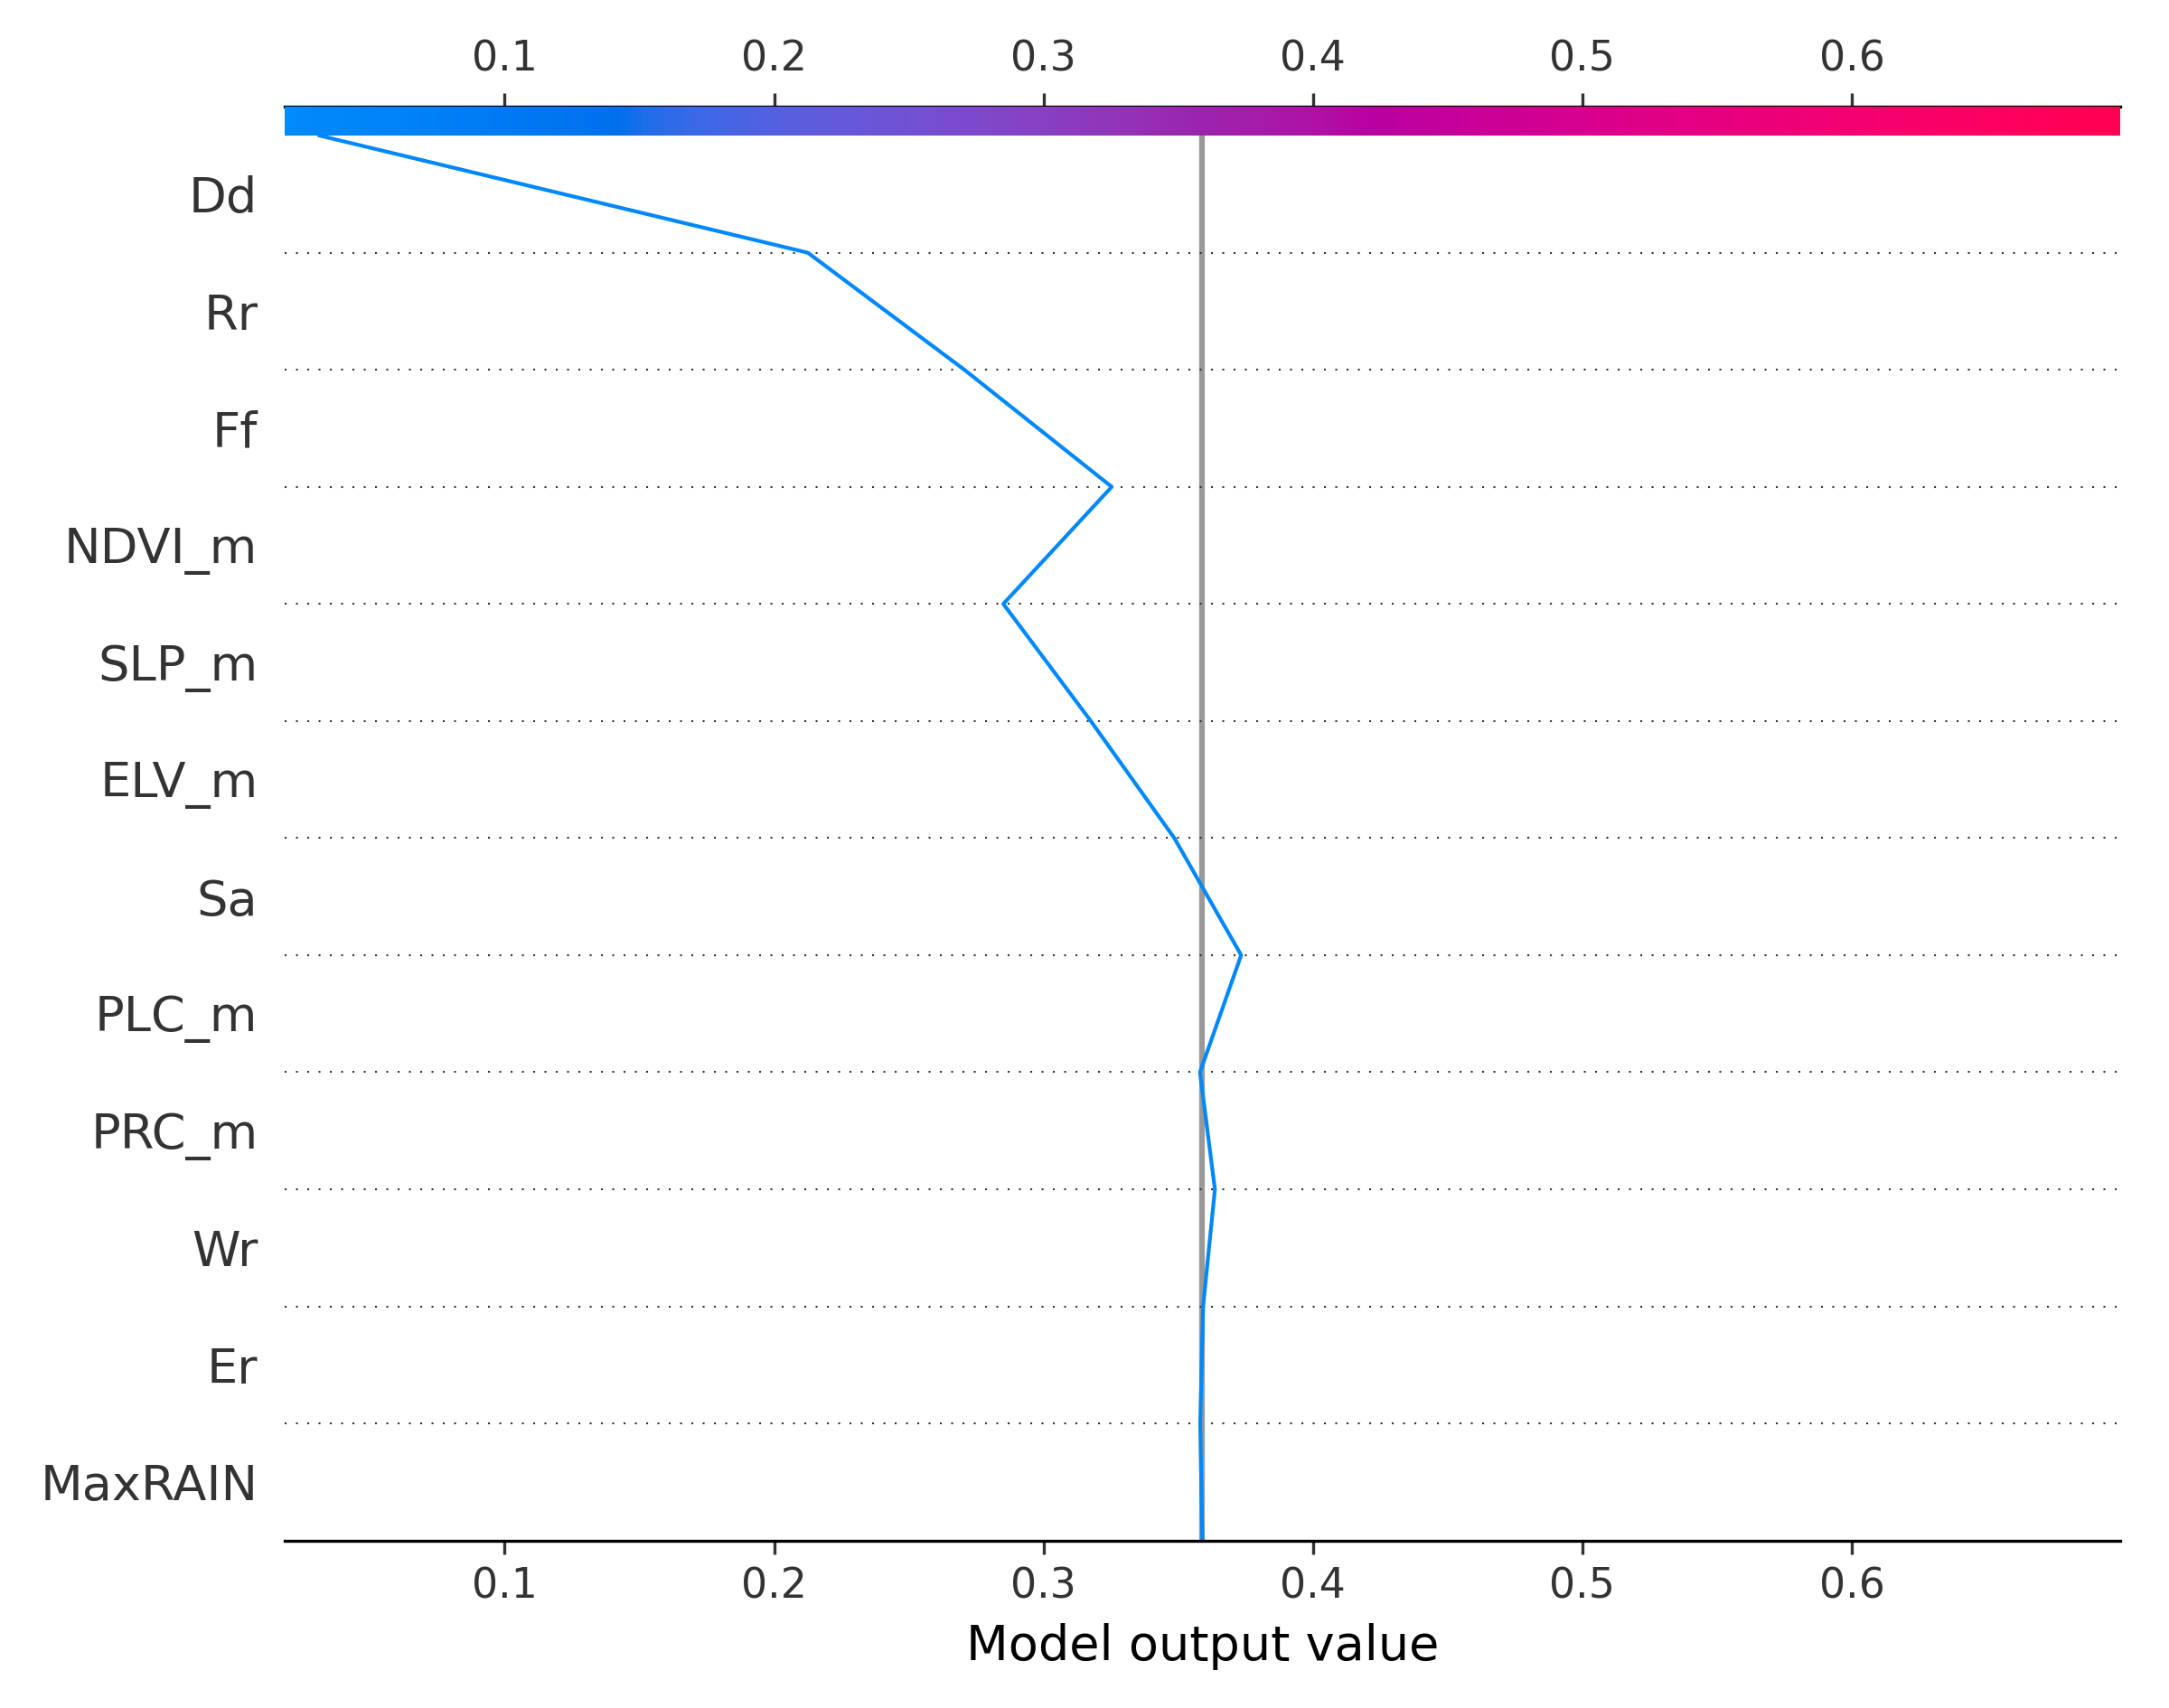 0.1 0.2 0.3 0.4 0.5 0.6
Dd
Rr
Ff
NDVI_m
SLP_m
ELV_m
Sa
PLC_m
PRC_m
Wr
Er
MaxRAIN
0.1 0.2 0.3 0.4 0.5 0.6
Model output value